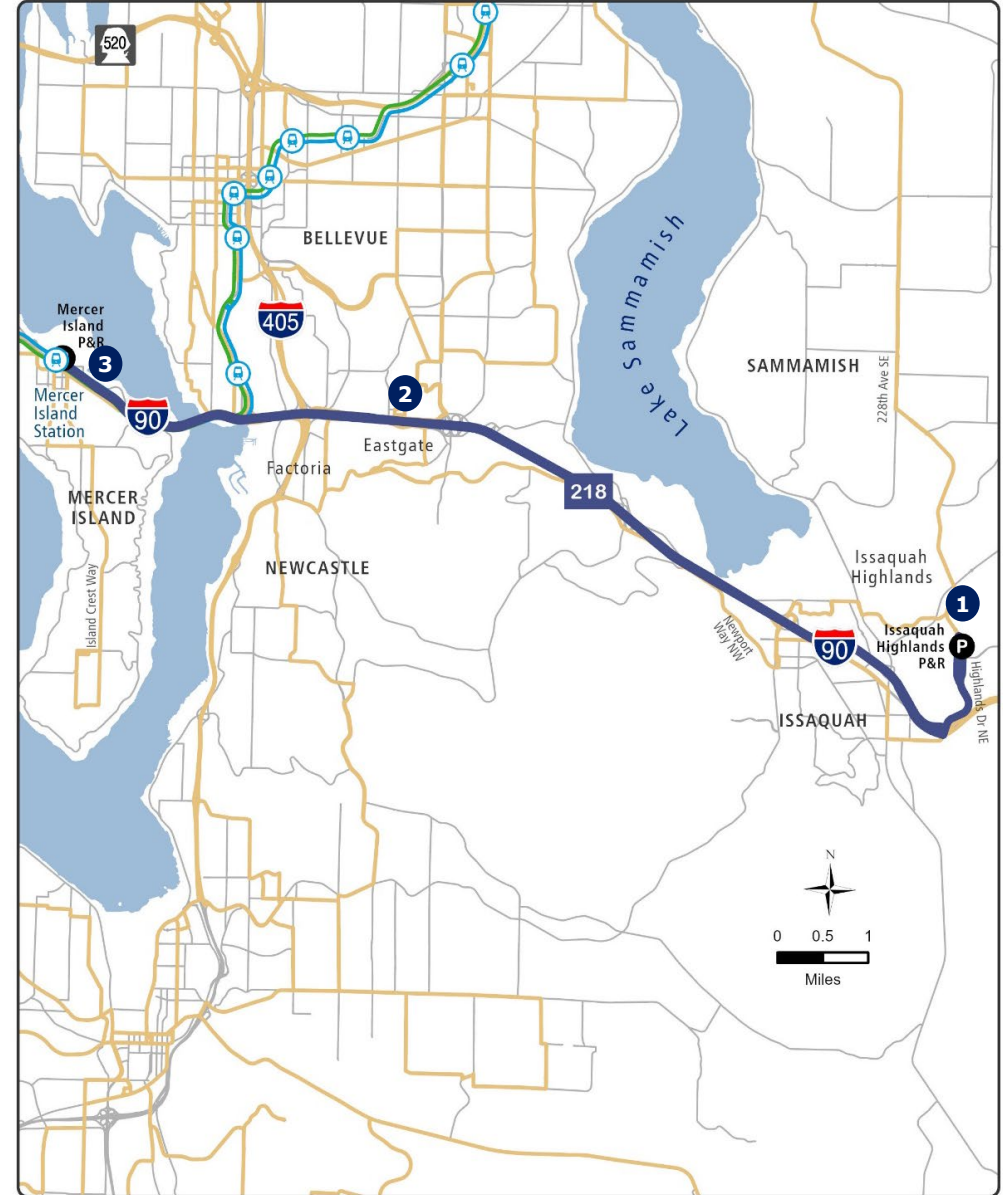 520
BELLEVUE
405
Mercer
Island
P&R
3
Mercer
Island
Station
90
2
Eastgate
Factoria
218
Lake Sammamish
SAMMAMISH
228th Ave SE
MERCER
ISLAND
Island Crest Way
NEWCASTLE
Issaquah
Highlands
1
Issaquah
Highlands
P&R
P
Newport
Way NW
90
Highlands Dr NE
ISSAQUAH
N
0 0.5 1
Miles